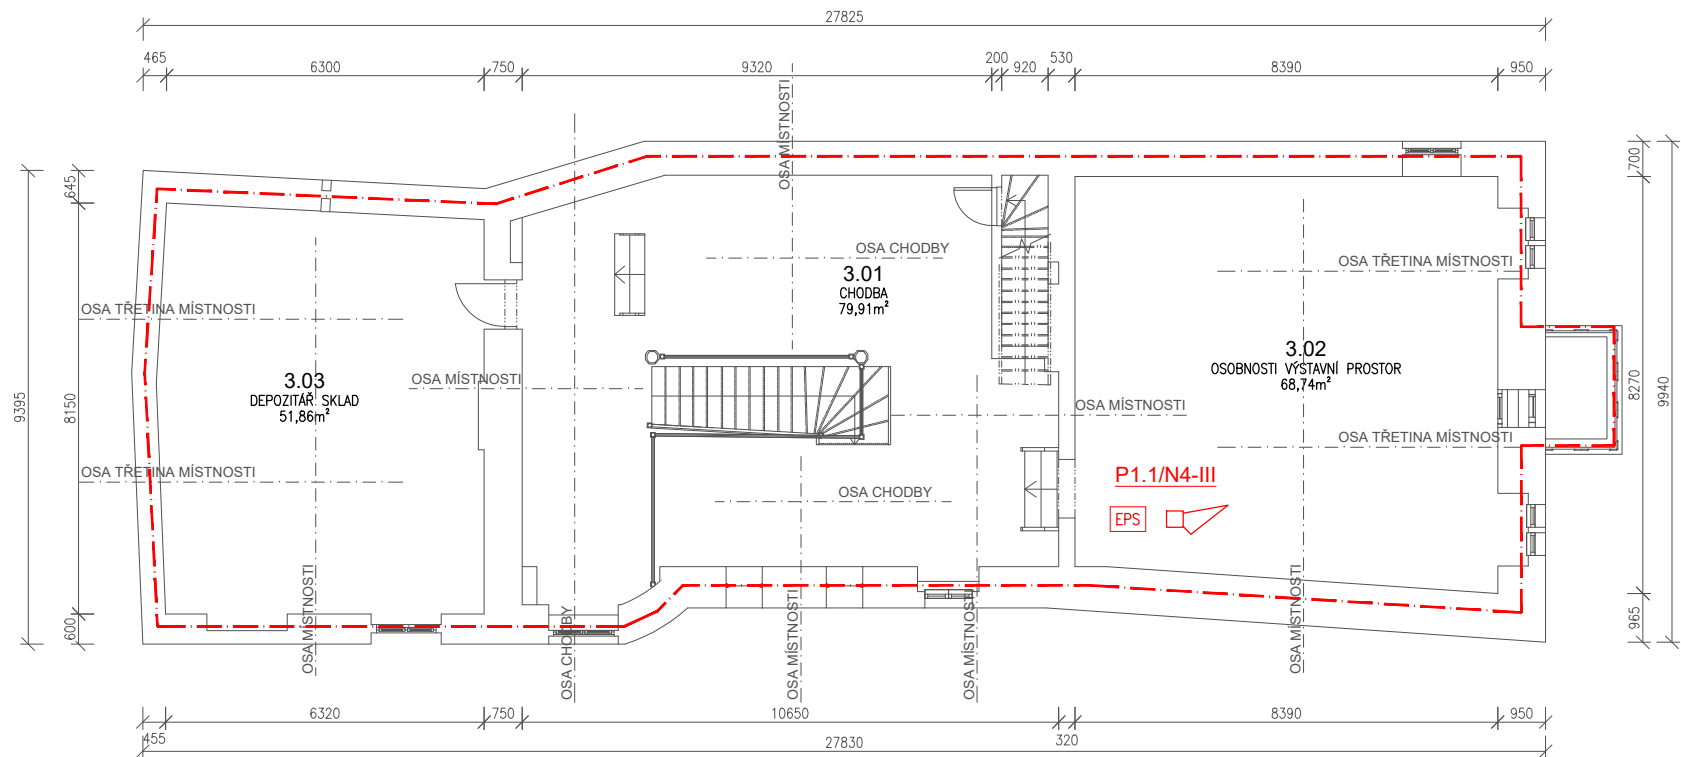 27825
465
6300
750
9320
200
920
530
8390
950
OSA MÍSTNOSTI
700
645
OSA CHODBY
3.01
CHODBA
79,91m²
OSA TŘETINA MÍSTNOSTI
OSA TŘETINA MÍSTNOSTI
3.02
OSOBNOSTI VÝSTAVNÍ PROSTOR
68,74m²
3.03
DEPOZITÁŘ SKLAD
51,86m²
OSA MÍSTNOSTI
OSA MÍSTNOSTI
9395
8150
8270
9940
OSA TŘETINA MÍSTNOSTI
OSA TŘETINA MÍSTNOSTI
P1.1/N4-III
OSA CHODBY
EPS
OSA MÍSTNOSTI
OSA CHODBY
OSA MÍSTNOSTI
OSA MÍSTNOSTI
OSA MÍSTNOSTI
600
965
6320
750
10650
8390
950
455
27830
320